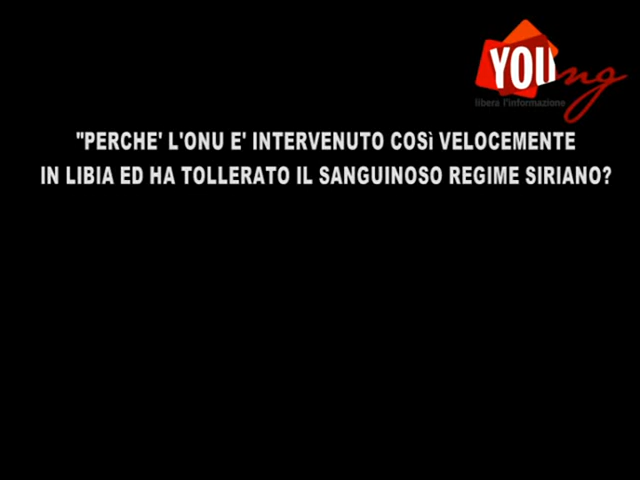 YOUng
libera l'informazione
"PERCHE' L'ONU E' INTERVENUTO COSì VELOCEMENTE
IN LIBIA ED HA TOLLERATO IL SANGUINOSO REGIME SIRIANO?